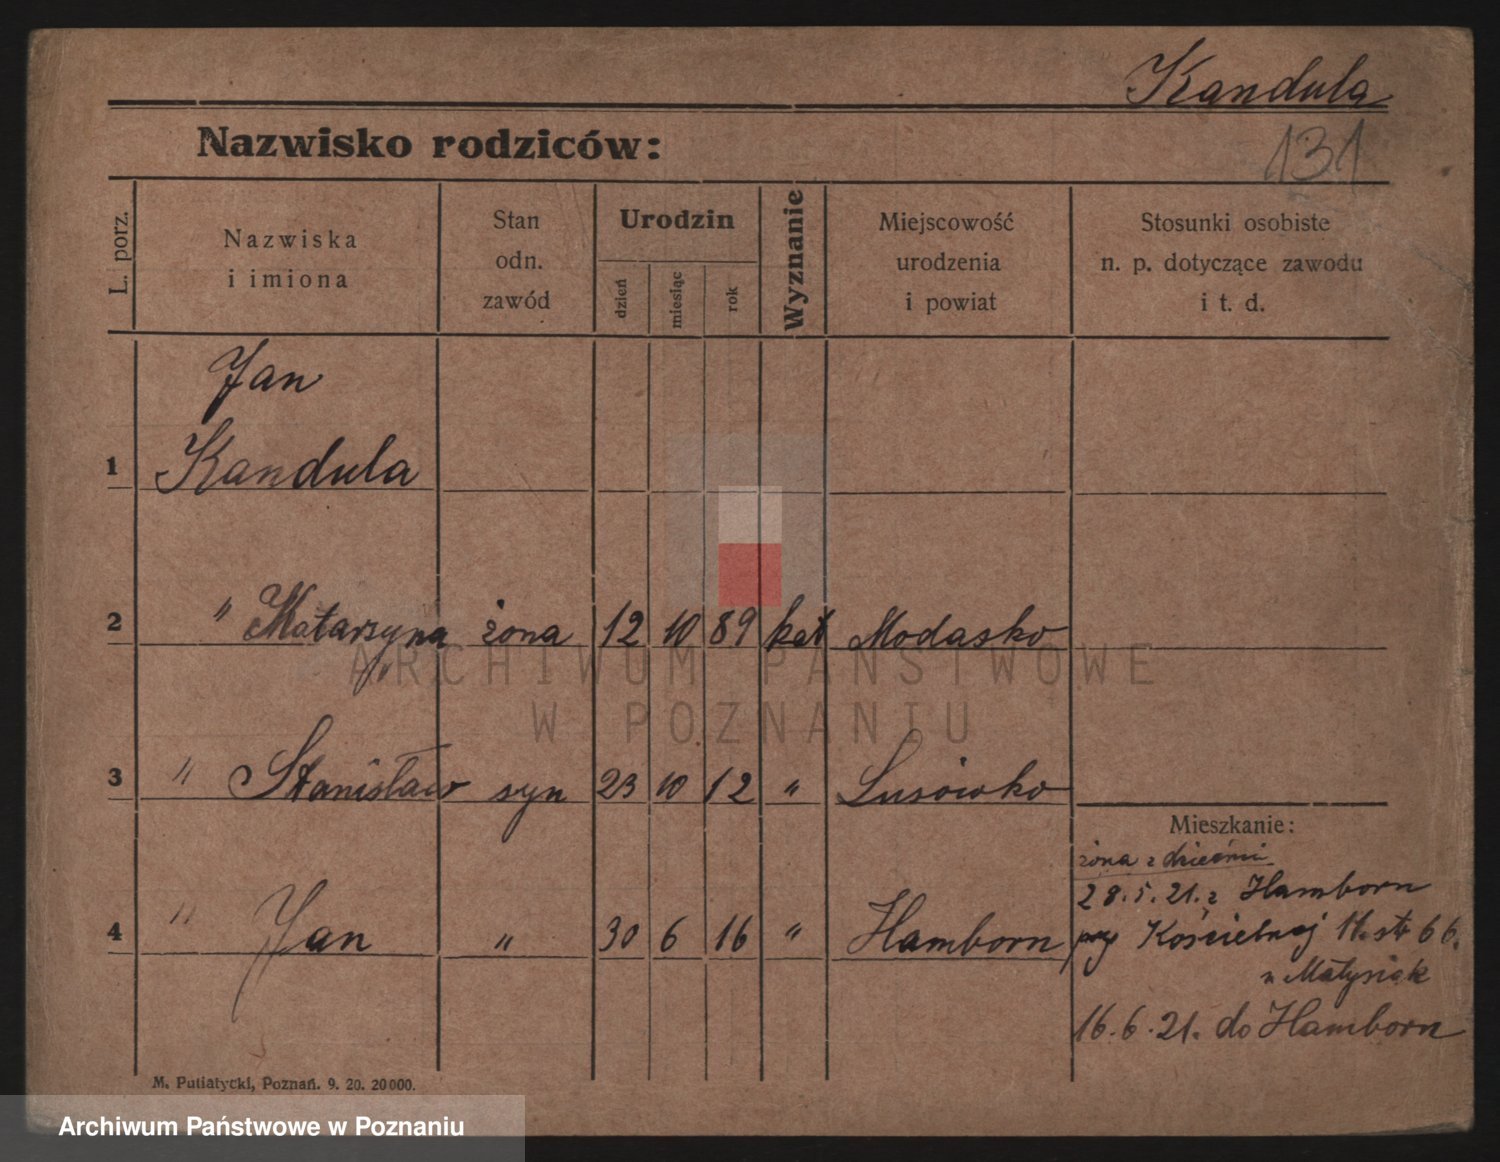 Kandula
Nazwisko rodziców:
131
L. porz.
Nazwiska
i imiona
Stan
odn.
zawód
Urodzin
dzień
miesiąc
rok
Wyznanie
Miejscowość
urodzenia
i powiat
Stosunki osobiste
n. p. dotyczące zawodu
i t. d.
Jan
1 Kandula
2 " Katarzyna żona 12 10 89 kat Modasko
ARCHIWUM PAŃSTWOWE
W POZNANIU
3 " Stanisław syn 23 10 12 " Lusówko
Mieszkanie:
żona z dziećmi
28.5.21. z Hamborn
4 " Jan " 30 6 16 " Hamborn
przy Kościelnej 11. str 66.
u Matysiak
16.6.21. do Hamborn
M. Putiatycki, Poznań. 9. 20. 20000.
Archiwum Państwowe w Poznaniu